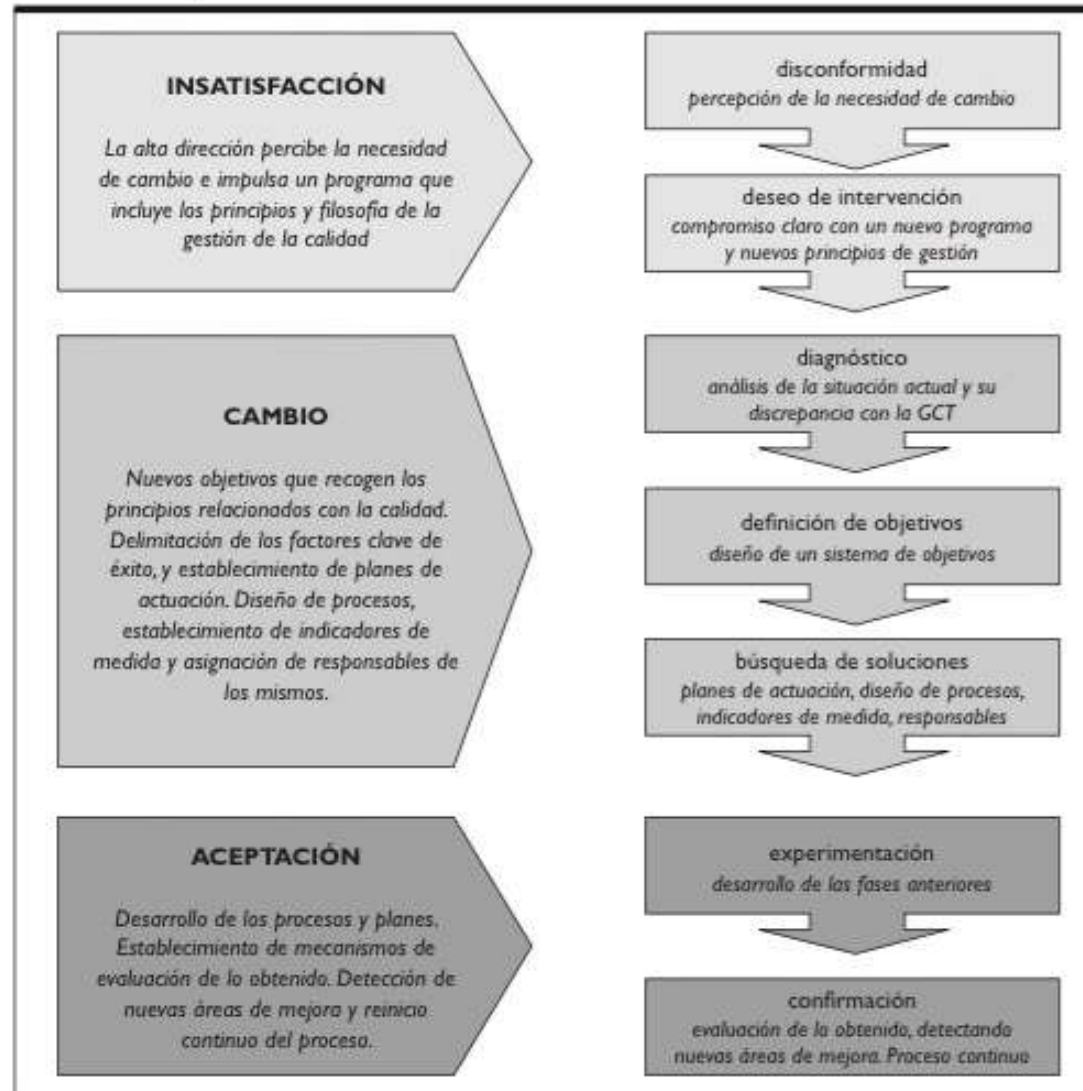 INSATISFACCIÓN
La alta dirección percibe la necesidad
de cambio e impulsa un programa que
incluye los principios y filosofía de la
gestión de la calidad
disconformidad
percepción de la necesidad de cambio
deseo de intervención
compromiso claro con un nuevo programa
y nuevos principios de gestión
CAMBIO
Nuevos objetivos que recogen los
principios relacionados con la calidad.
Delimitación de los factores clave de
éxito, y establecimiento de planes de
actuación. Diseño de procesos,
establecimiento de indicadores de
medida y asignación de responsables de
los mismos.
diagnóstico
análisis de la situación actual y su
discrepancia con la GCT
definición de objetivos
diseño de un sistema de objetivos
búsqueda de soluciones
planes de actuación, diseño de procesos,
indicadores de medida, responsables
ACEPTACIÓN
Desarrollo de los procesos y planes.
Establecimiento de mecanismos de
evaluación de lo obtenido. Detección de
nuevas áreas de mejora y reinicio
continuo del proceso.
experimentación
desarrollo de las fases anteriores
confirmación
evaluación de la obtenido, detectando
nuevas áreas de mejora. Proceso continuo